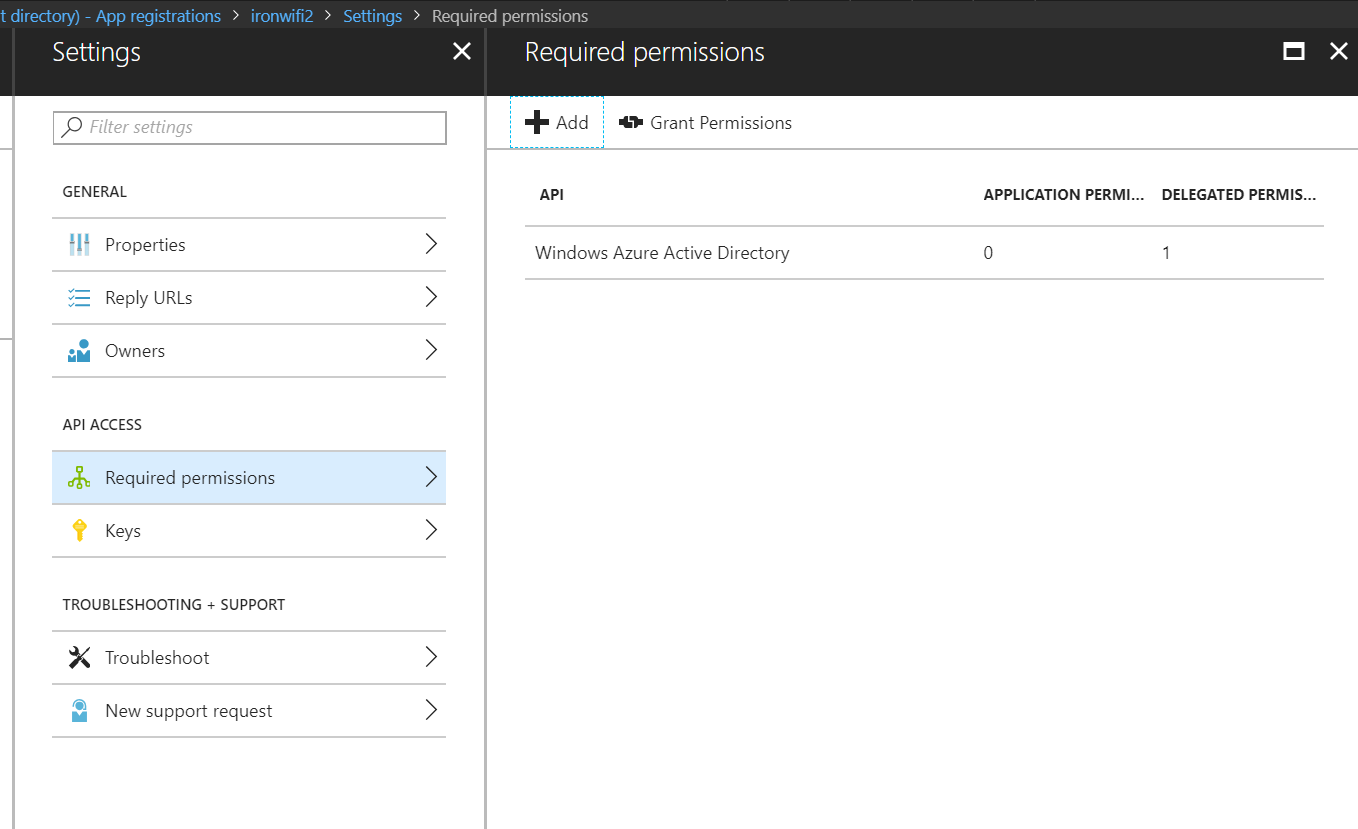 t directory) - App registrations > ironwifi2 > Settings > Required permissions
Settings
Required permissions
Filter settings
Add
Grant Permissions
GENERAL
Properties
Reply URLs
Owners
API ACCESS
Required permissions
Keys
TROUBLESHOOTING + SUPPORT
Troubleshoot
New support request
API APPLICATION PERMI... DELEGATED PERMIS...
Windows Azure Active Directory 0 1